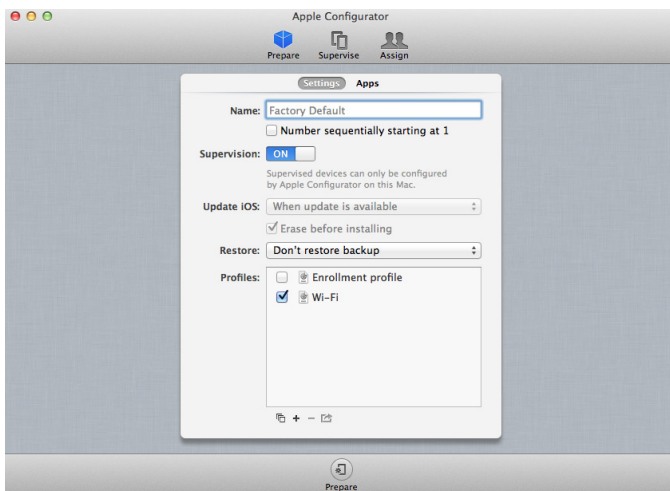 Apple Configurator
Prepare Supervise Assign
Settings Apps
Name: Factory Default
Number sequentially starting at 1
Supervision: ON
Supervised devices can only be configured
by Apple Configurator on this Mac.
Update iOS: When update is available
Erase before installing
Restore: Don't restore backup
Profiles: Enrollment profile
Wi-Fi
Prepare